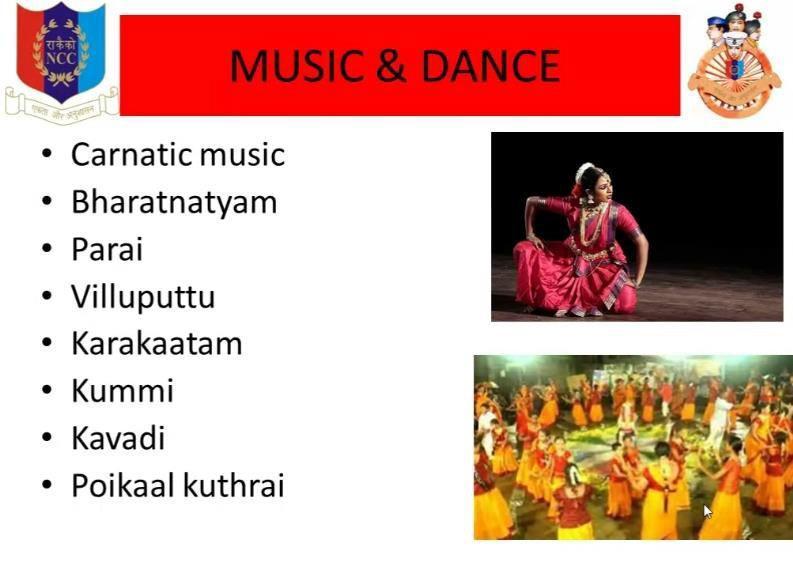 राकैको
NCC
एकता और अनुशासन
MUSIC & DANCE
• Carnatic music
• Bharatnatyam
• Parai
• Villuputtu
• Karakaatam
• Kummi
• Kavadi
• Poikaal kuthrai